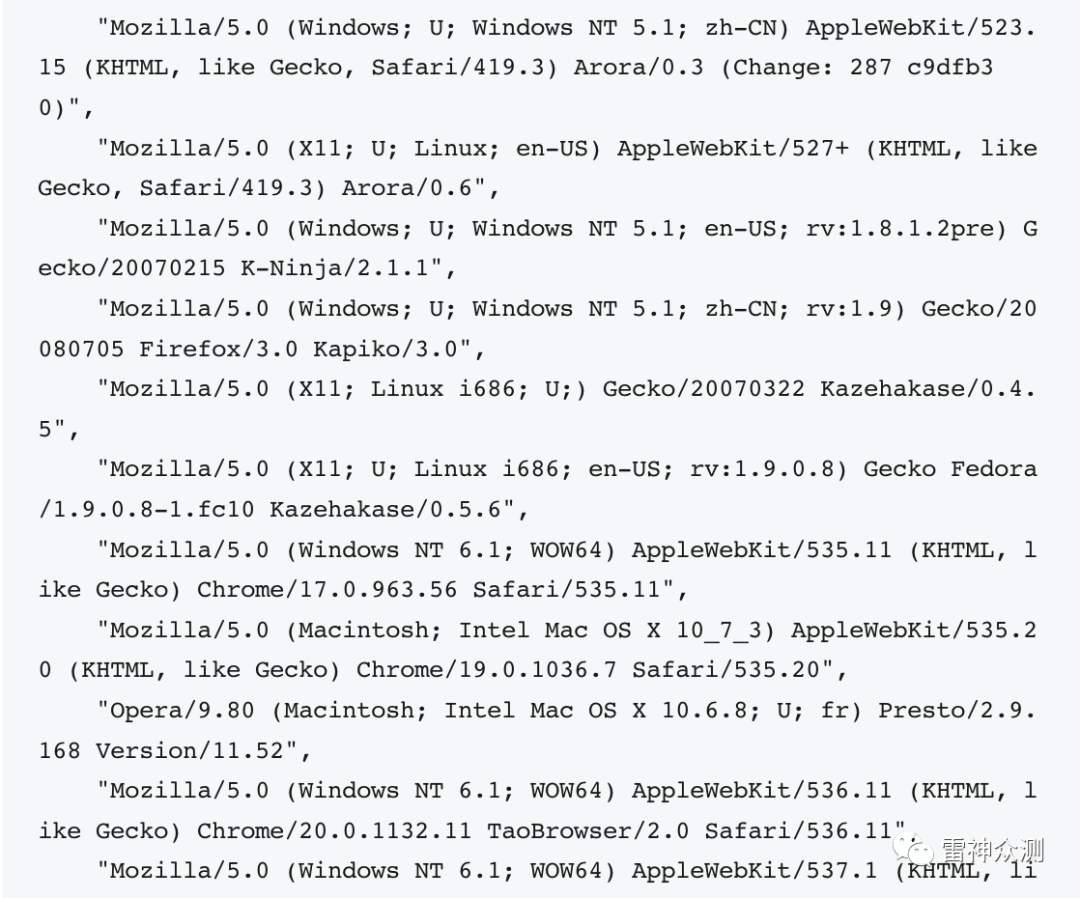 "Mozilla/5.0 (Windows; U; Windows NT 5.1; zh-CN) AppleWebKit/523.
15 (KHTML, like Gecko, Safari/419.3) Arora/0.3 (Change: 287 c9dfb3
0)",
"Mozilla/5.0 (X11; U; Linux; en-US) AppleWebKit/527+ (KHTML, like
Gecko, Safari/419.3) Arora/0.6",
"Mozilla/5.0 (Windows; U; Windows NT 5.1; en-US; rv:1.8.1.2pre) G
ecko/20070215 K-Ninja/2.1.1",
"Mozilla/5.0 (Windows; U; Windows NT 5.1; zh-CN; rv:1.9) Gecko/20
080705 Firefox/3.0 Kapiko/3.0",
"Mozilla/5.0 (X11; Linux i686; U;) Gecko/20070322 Kazehakase/0.4.
5",
"Mozilla/5.0 (X11; U; Linux i686; en-US; rv:1.9.0.8) Gecko Fedora
/1.9.0.8-1.fc10 Kazehakase/0.5.6",
"Mozilla/5.0 (Windows NT 6.1; WOW64) AppleWebKit/535.11 (KHTML, l
ike Gecko) Chrome/17.0.963.56 Safari/535.11",
"Mozilla/5.0 (Macintosh; Intel Mac OS X 10_7_3) AppleWebKit/535.2
0 (KHTML, like Gecko) Chrome/19.0.1036.7 Safari/535.20",
"Opera/9.80 (Macintosh; Intel Mac OS X 10.6.8; U; fr) Presto/2.9.
168 Version/11.52",
"Mozilla/5.0 (Windows NT 6.1; WOW64) AppleWebKit/536.11 (KHTML, l
ike Gecko) Chrome/20.0.1132.11 TaoBrowser/2.0 Safari/536.11",
雷神众测
"Mozilla/5.0 (Windows NT 6.1; WOW64) AppleWebKit/537.1 (KHTML, li